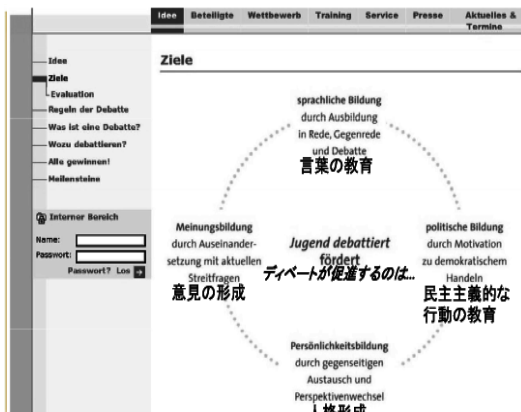 Idee Beteiligte Wettbewerb Training Service Presse Aktuelles &
Termine
Idee
Ziele
Evaluation
Regeln der Debatte
Was ist eine Debatte?
Wozu debattieren?
Alle gewinnen!
Meilensteine
Interner Bereich
Name:
Passwort:
Passwort? Los
Ziele
sprachliche Bildung
durch Ausbildung
in Rede, Gegenrede
und Debatte
言葉の教育
Meinungsbildung
durch Auseinander-
setzung mit aktuellen
Streitfragen
意見の形成
Jugend debattiert
fördert
ディベートが促進するのは...
politische Bildung
durch Motivation
zu demokratischem
Handeln
民主主義的な
行動の教育
Persönlichkeitsbildung
durch gegenseitigen
Austausch und
Perspektivenwechsel
人格形成